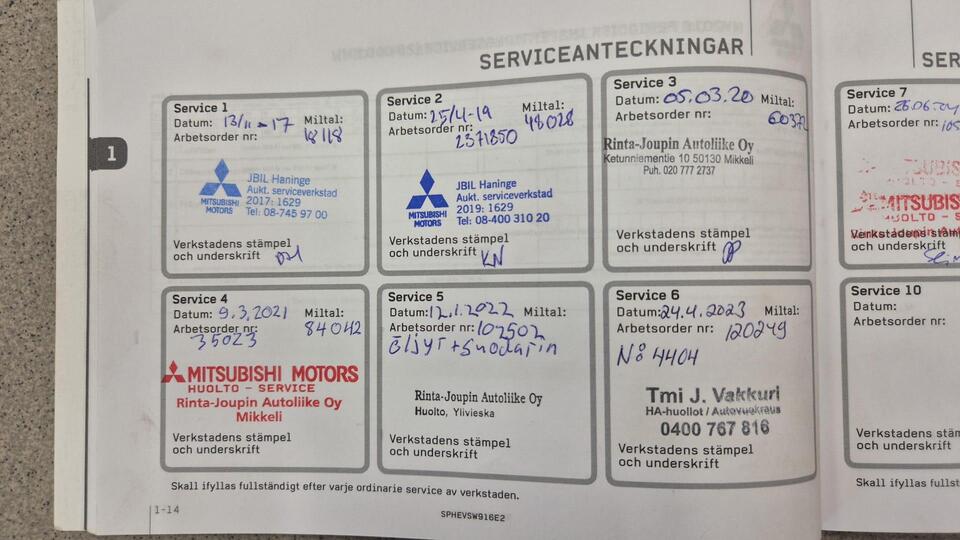 SERVICEANTECKNINGAR
SER
1
Service 1
Datum: 13/11-17 Miltal:
Arbetsorder nr: 18118
MITSUBISHI MOTORS
JBIL Haninge
Aukt. serviceverkstad
2017: 1629
Tel: 08-745 97 00
Verkstadens stämpel
och underskrift
Service 2
Datum: 25/4-19 Miltal:
Arbetsorder nr: 48028
2371850
MITSUBISHI MOTORS
JBIL Haninge
Aukt. serviceverkstad
2019: 1629
Tel: 08-400 310 20
Verkstadens stämpel
och underskrift KN
Service 3
Datum: 05.03.20 Miltal:
Arbetsorder nr: 60372
Rinta-Joupin Autoliike Oy
Ketunniementie 10 50130 Mikkeli
Puh. 020 777 2737
Verkstadens stämpel
och underskrift
Service 7
Datum:
Arbetsorder nr:
MITSUBIS
HUOLTO - S
Verkstadens
och underskrift
Service 4
Datum: 9.3.2021 Miltal:
Arbetsorder nr: 84042
35023
MITSUBISHI MOTORS
HUOLTO - SERVICE
Rinta-Joupin Autoliike Oy
Mikkeli
Verkstadens stämpel
och underskrift
Service 5
Datum: 12.1.2022 Miltal:
Arbetsorder nr: 102502
Öljyt + suodatin
Rinta-Joupin Autoliike Oy
Huolto, Ylivieska
Verkstadens stämpel
och underskrift
Service 6
Datum: 24.4.2023 Miltal:
Arbetsorder nr: 120249
No 4404
Tmi J. Vakkuri
HA-huollot / Autovuokraus
0400 767 816
Verkstadens stämpel
och underskrift
Service 10
Datum:
Arbetsorder nr:
Verkstadens stäm
och underskrift
Skall ifyllas fullständigt efter varje ordinarie service av verkstaden.
Skall ifyllas fullständig
1-14
SPHEVSW916E2